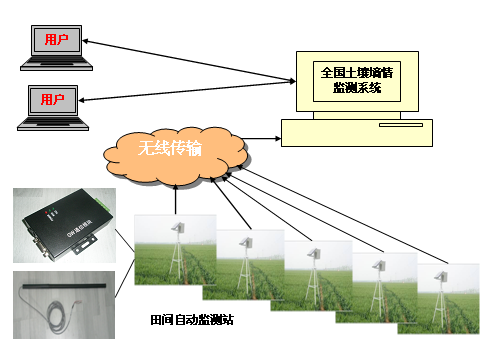 用户
用户
全国土壤墒情
监测系统
无线传输
田间自动监测站